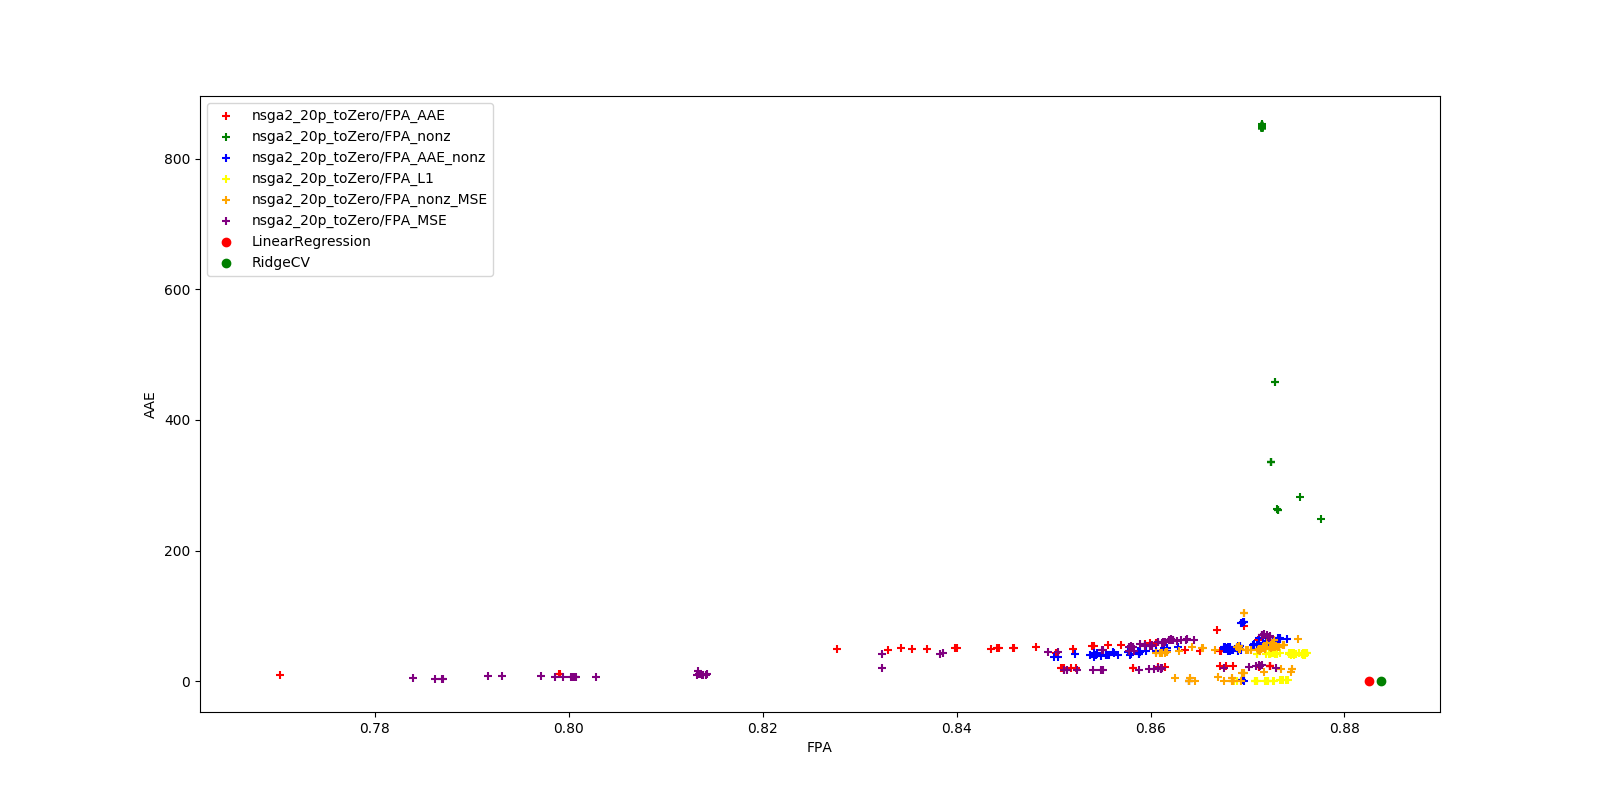 nsga2_20p_toZero/FPA_AAE
nsga2_20p_toZero/FPA_nonz
nsga2_20p_toZero/FPA_AAE_nonz
nsga2_20p_toZero/FPA_L1
nsga2_20p_toZero/FPA_nonz_MSE
nsga2_20p_toZero/FPA_MSE
LinearRegression
RidgeCV
800
600
400
200
0
AAE
0.78 0.80 0.82 0.84 0.86 0.88
FPA